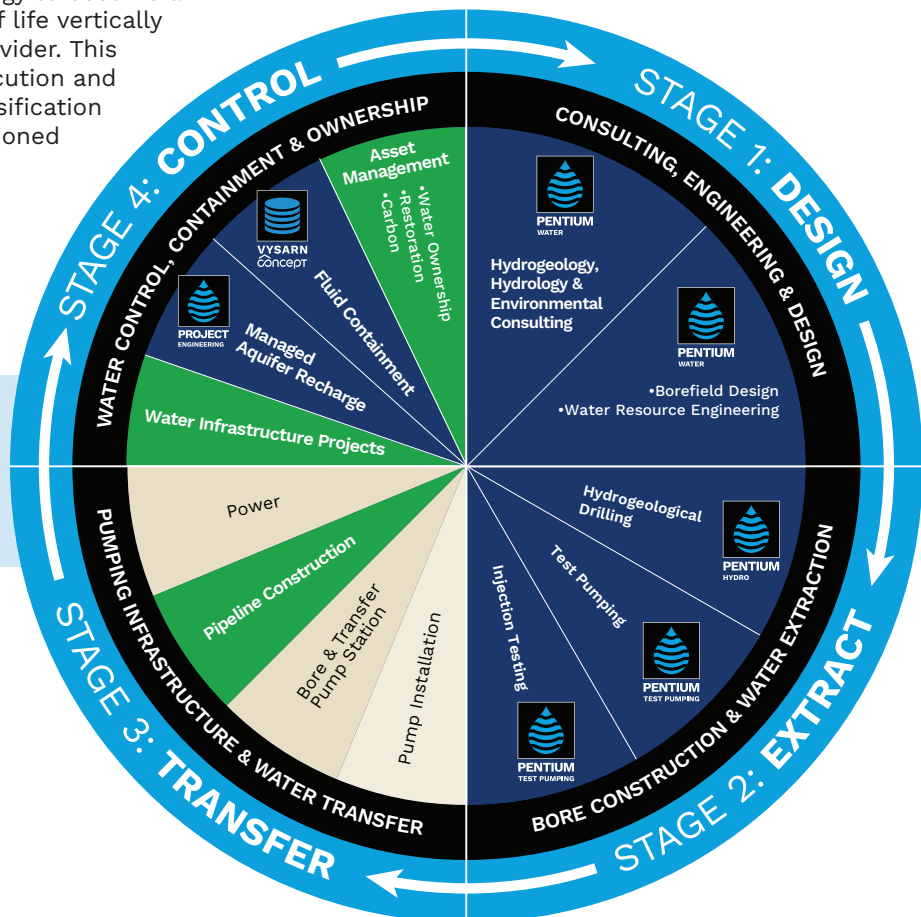 of life vertically
This
cution and
sification
ioned
STAGE 1: DESIGN
CONSULTING, ENGINEERING & DESIGN
PENTIUM
WATER
Hydrogeology,
Hydrology &
Environmental
Consulting
PENTIUM
WATER
•Borefield Design
•Water Resource Engineering
STAGE 2: EXTRACT
BORE CONSTRUCTION & WATER EXTRACTION
Hydrogeological
Drilling
PENTIUM
HYDRO
Test Pumping
PENTIUM
TEST PUMPING
Injection Testing
PENTIUM
TEST PUMPING
STAGE 3: TRANSFER
PUMPING INFRASTRUCTURE & WATER TRANSFER
Pump Installation
Bore & Transfer
Pump Station
Pipeline Construction
Power
STAGE 4: CONTROL
WATER CONTROL, CONTAINMENT & OWNERSHIP
Water Infrastructure Projects
PROJECT
ENGINEERING
Managed
Aquifer Recharge
VYSARN
CONCEPT
Fluid Containment
Asset
Management
•Water Ownership
•Restoration
•Carbon